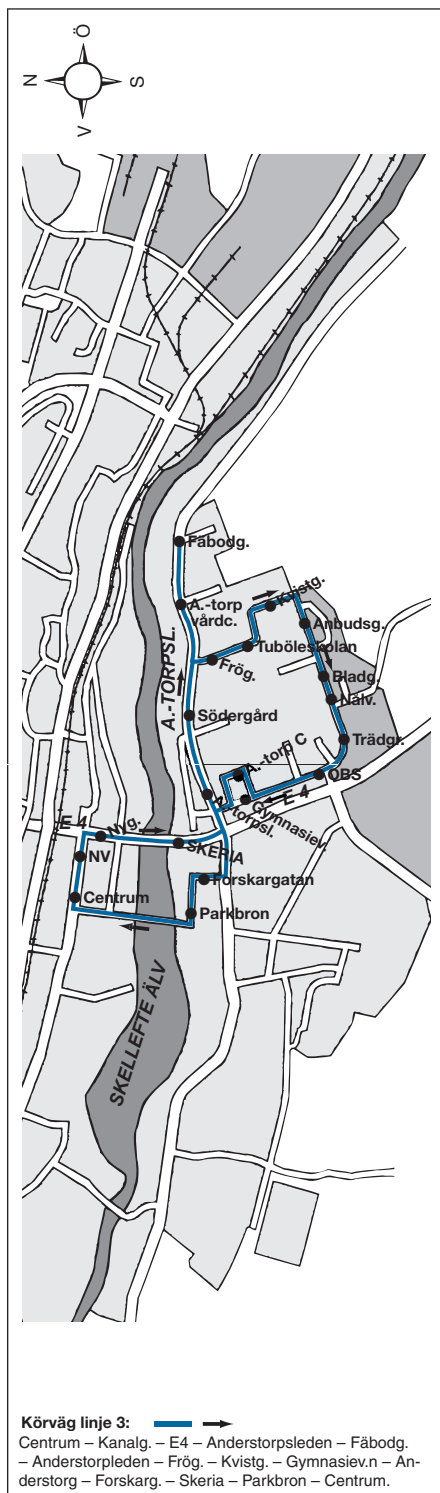 Ö
N
S
V
Fäbodg.
A.-torp
vårdc.
Kvistg.
Anbudsg.
Tuböleskolan
Frög.
A.-TORPSL.
Bladg.
Nälv.
Södergård
Trädgr.
A.-torp C
OBS
E 4
Gymnasiev.
A.-torpsl.
E 4
Nyg.
SKERIA
NV
Forskargatan
Centrum
Parkbron
SKELLEFTE ÄLV
Körväg linje 3:
Centrum – Kanalg. – E4 – Anderstorpsleden – Fäbodg.
– Anderstorpleden – Frög. – Kvistg. – Gymnasiev.n – An-
derstorg – Forskarg. – Skeria – Parkbron – Centrum.